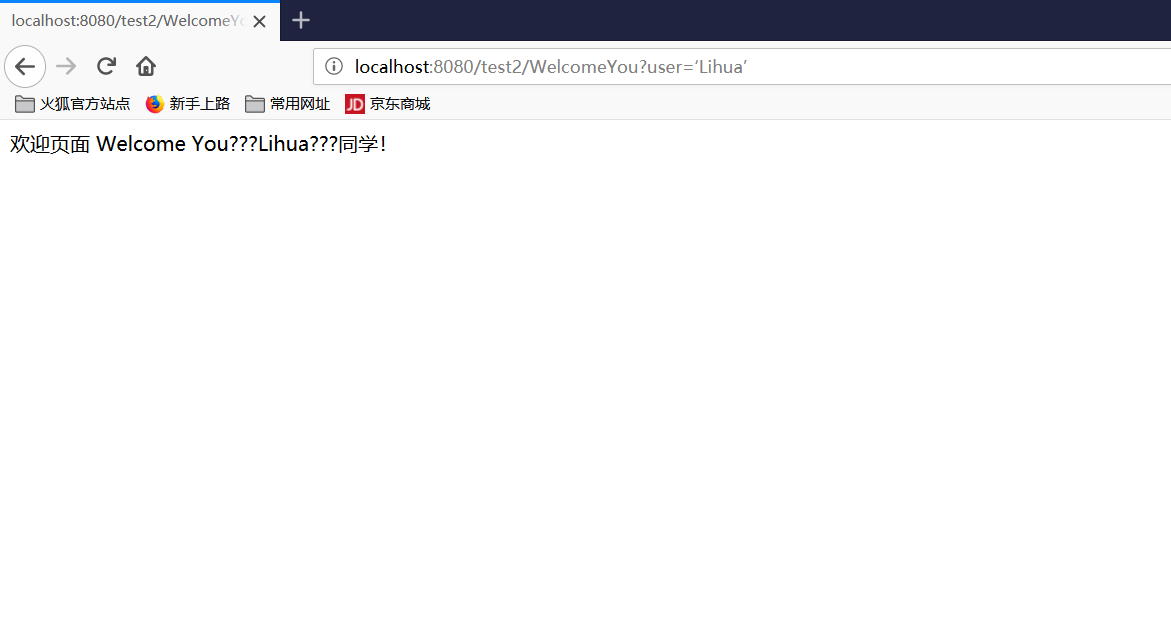 localhost:8080/test2/WelcomeYo
localhost:8080/test2/WelcomeYou?user=‘Lihua’
火狐官方站点 新手上路 常用网址 JD 京东商城
欢迎页面 Welcome You???Lihua???同学!